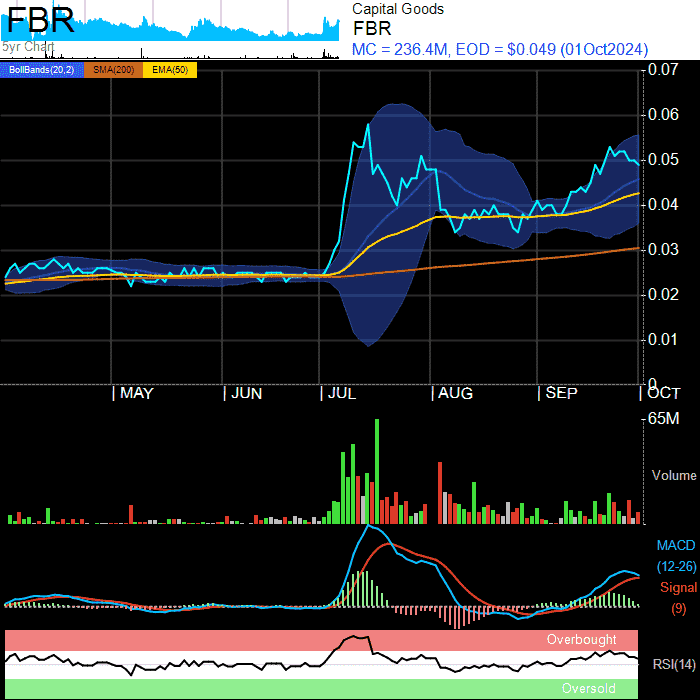 FBR
5yr Chart
Capital Goods
FBR
MC = 236.4M, EOD = $0.049 (01Oct2024)
BollBands(20,2) SMA(200) EMA(50)
0.07
0.06
0.05
0.04
0.03
0.02
0.01
0
MAY JUN JUL AUG SEP OCT
65M
Volume
MACD
(12-26)
Signal
(9)
Overbought
RSI(14)
Oversold